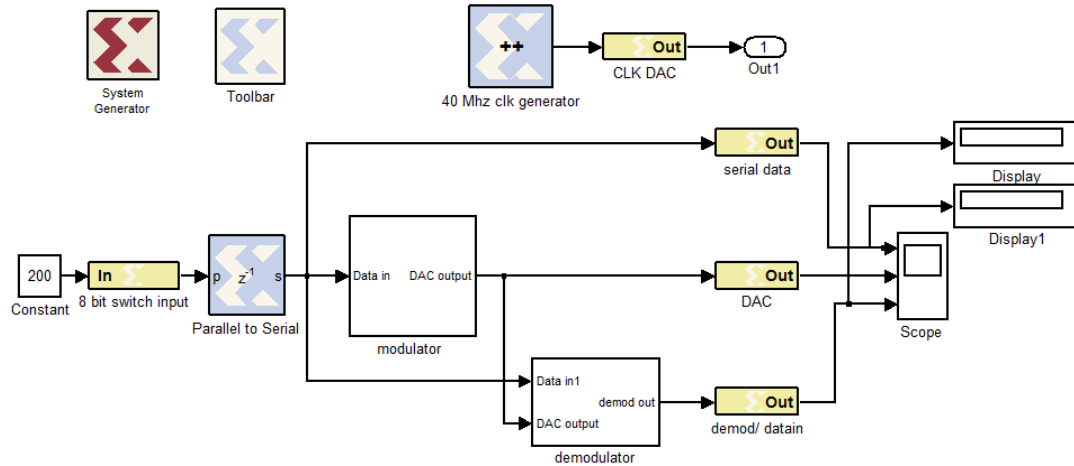 System
Generator
Toolbar
++
40 Mhz clk generator
Out
CLK DAC
1
Out1
Out
serial data
Display
Display1
200
Constant
In
8 bit switch input
p
z-1
s
Parallel to Serial
Data in
DAC output
modulator
Out
DAC
Scope
Data in1
demod out
DAC output
demodulator
Out
demod/ datain